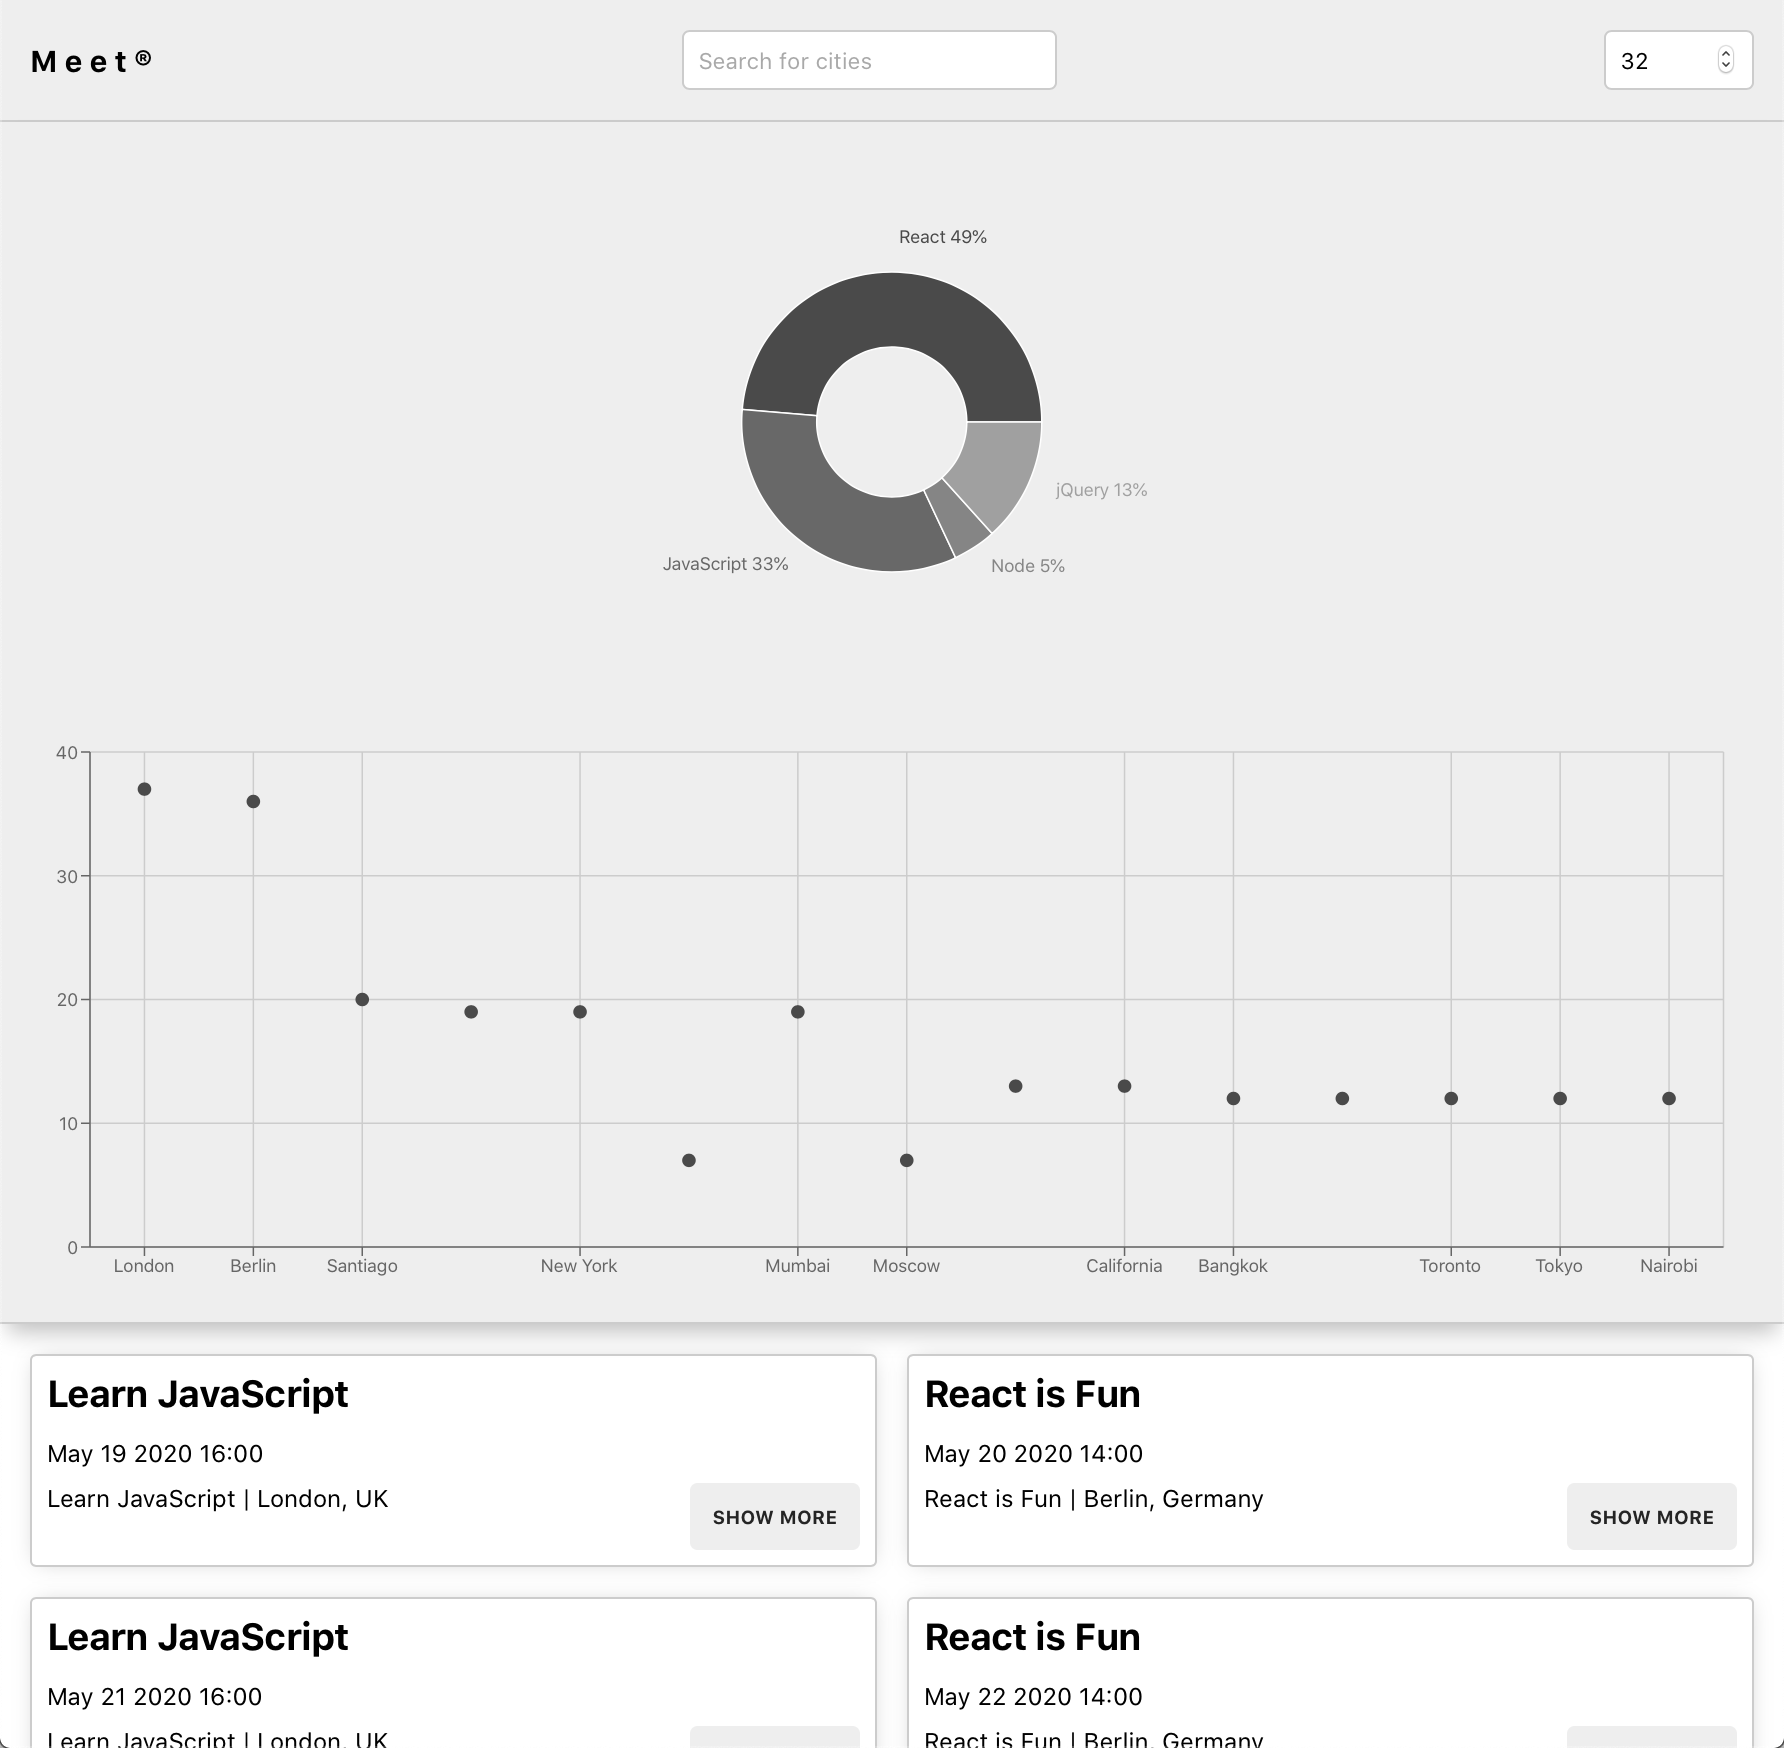 Meet®
Search for cities
32
React 49%
jQuery 13%
JavaScript 33%
Node 5%
40
30
20
10
0
London Berlin Santiago New York Mumbai Moscow California Bangkok Toronto Tokyo Nairobi
Learn JavaScript
May 19 2020 16:00
Learn JavaScript | London, UK
SHOW MORE
React is Fun
May 20 2020 14:00
React is Fun | Berlin, Germany
SHOW MORE
Learn JavaScript
May 21 2020 16:00
Learn JavaScript | London, UK
React is Fun
May 22 2020 14:00
React is Fun | Berlin, Germany